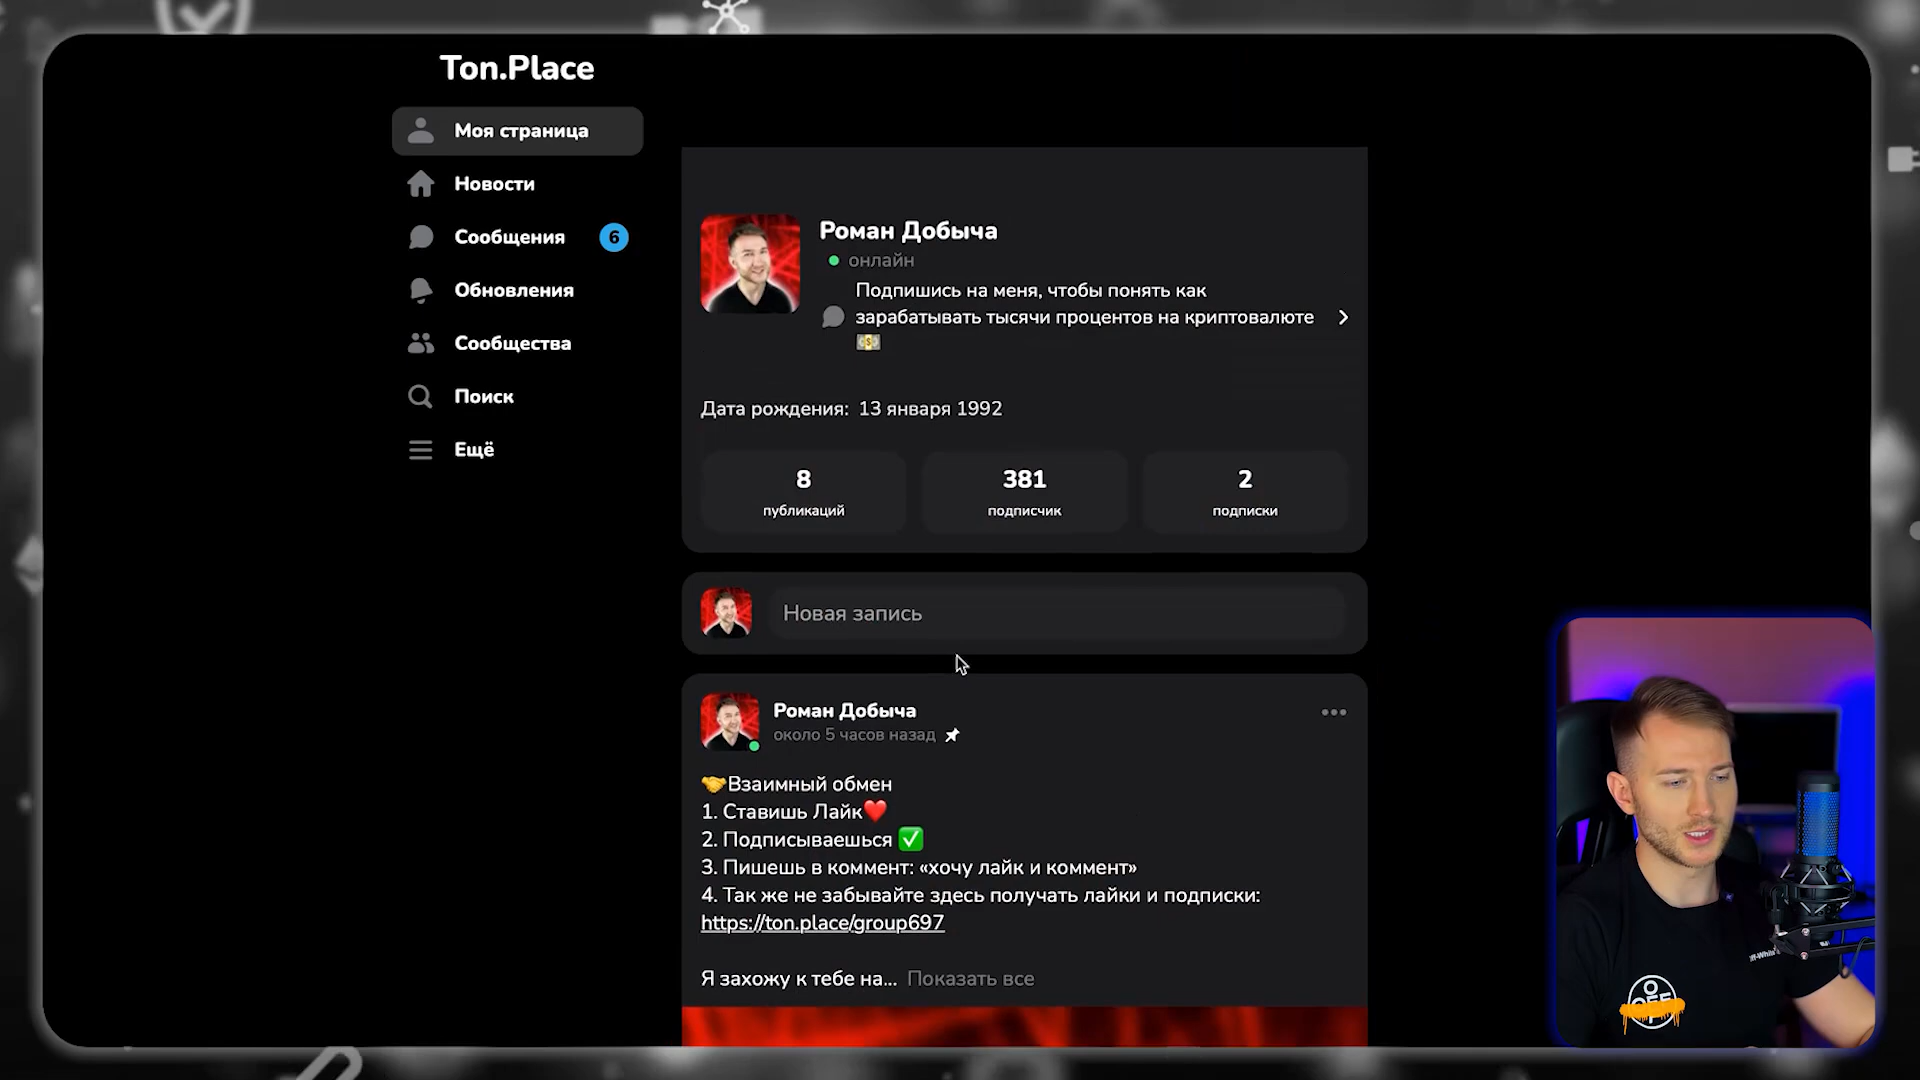 Ton.Place
Моя страница
Новости
Сообщения 6
Обновления
Сообщества
Поиск
Ещё
Роман Добыча
онлайн
Подпишись на меня, чтобы понять как
зарабатывать тысячи процентов на криптовалюте
Дата рождения: 13 января 1992
8 381 2
публикаций подписчик подписки
Новая запись
Роман Добыча
около 5 часов назад
🤝Взаимный обмен
1. Ставишь Лайк❤️
2. Подписываешься ✅
3. Пишешь в коммент: «хочу лайк и коммент»
4. Так же не забывайте здесь получать лайки и подписки:
https://ton.place/group697
Я захожу к тебе на... Показать все
OFF